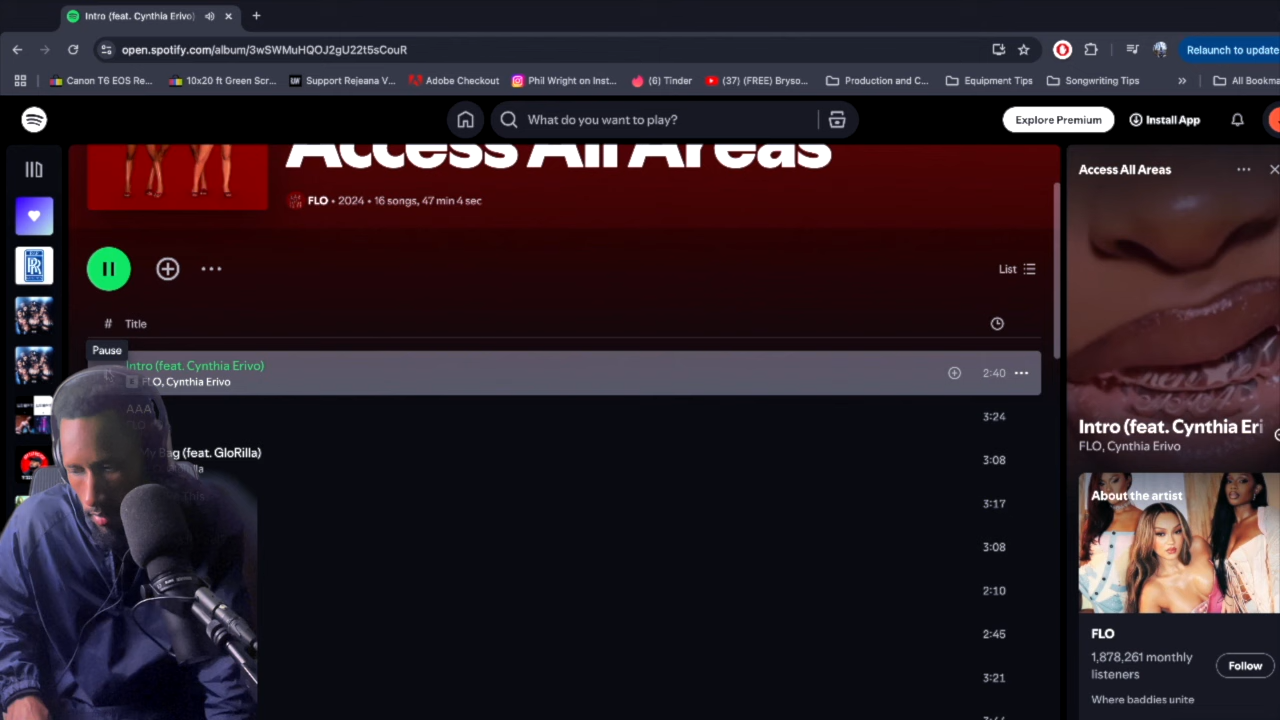 Intro (feat. Cynthia Erivo)
open.spotify.com/album/3wSWMuHQOJ2gU22t5sCouR
Relaunch to update
Canon T6 EOS Re...
10x20 ft Green Scr...
Support Rejeana V...
Adobe Checkout
Phil Wright on Inst...
(6) Tinder
(37) (FREE) Bryso...
Production and C...
Equipment Tips
Songwriting Tips
»
All Bookma
What do you want to play?
Explore Premium
Install App
Access All Areas
FLO • 2024 • 16 songs, 47 min 4 sec
List
# Title
Pause
Intro (feat. Cynthia Erivo)
FLO, Cynthia Erivo
2:40
AAA
FLO
3:24
My Bag (feat. GloRilla)
3:08
This
3:17
3:08
2:10
2:45
3:21
Access All Areas
Intro (feat. Cynthia Eri
FLO, Cynthia Erivo
About the artist
FLO
1,878,261 monthly
listeners
Follow
Where baddies unite